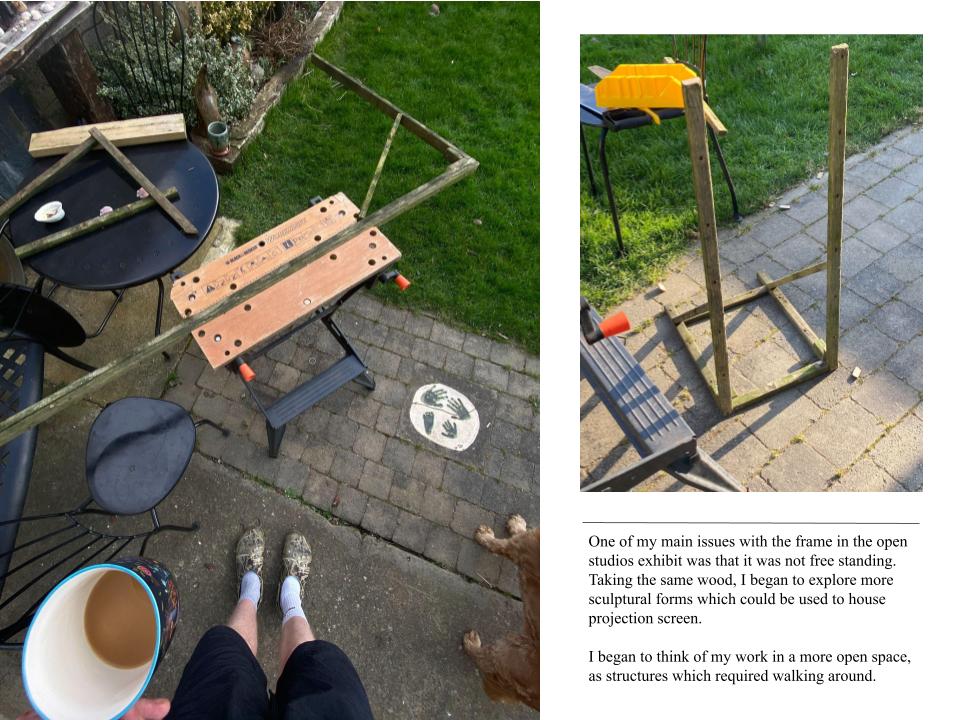 One of my main issues with the frame in the open
studios exhibit was that it was not free standing.
Taking the same wood, I began to explore more
sculptural forms which could be used to house
projection screen.
I began to think of my work in a more open space,
as structures which required walking around.